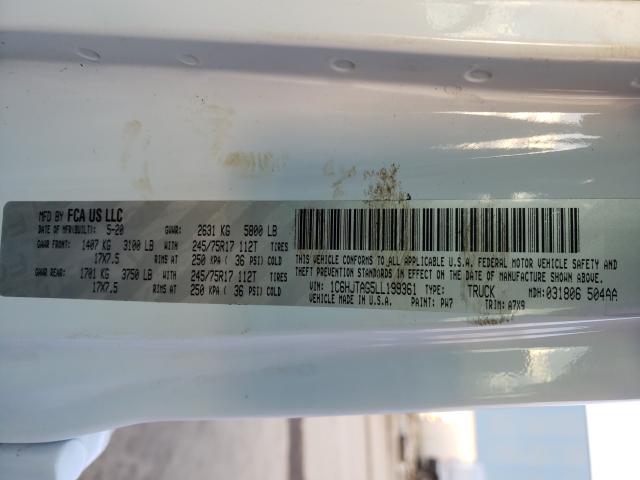 MFD BY FCA US LLC
DATE OF MFR(BUILT): 5-20 GVWR: 2631 KG 5800 LB
GAWR FRONT: 1407 KG 3100 LB WITH 245/75R17 112T TIRES
17X7.5 RIMS AT 250 KPA ( 36 PSI) COLD
GAWR REAR: 1701 KG 3750 LB WITH 245/75R17 112T TIRES
17X7.5 RIMS AT 250 KPA ( 36 PSI) COLD
THIS VEHICLE CONFORMS TO ALL APPLICABLE U.S.A. FEDERAL MOTOR VEHICLE SAFETY AND
THEFT PREVENTION STANDARDS IN EFFECT ON THE DATE OF MANUFACTURE SHOWN ABOVE.
VIN: 1C6HJTAG5LL199361 TYPE: TRUCK MDH: 031806 504AA
VEHICLE MADE IN U.S.A. PAINT: PW7 TRIM: A7X9